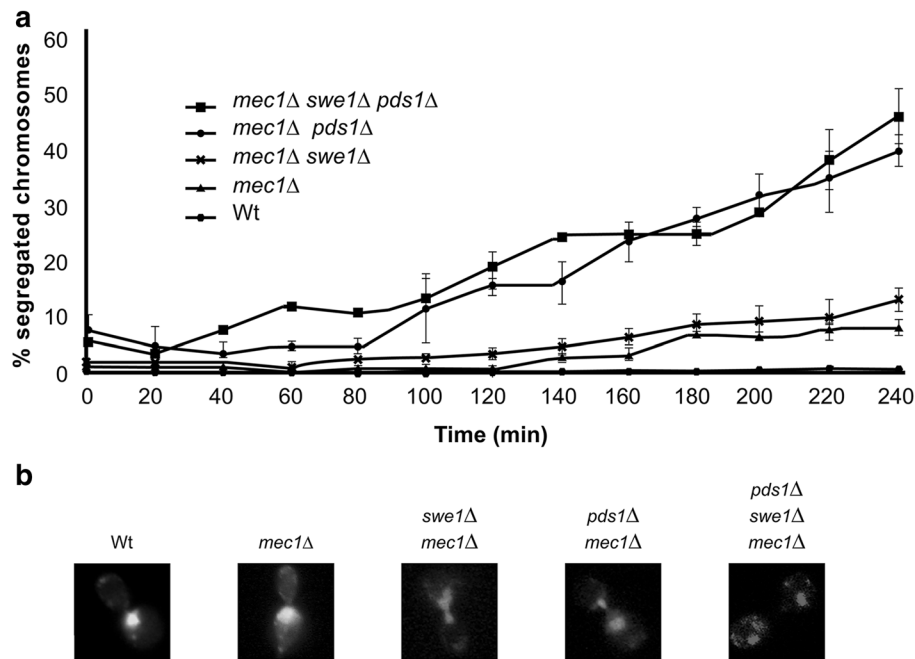 a
% segregated chromosomes
60
50
40
30
20
10
0
mec1Δ swe1Δ pds1Δ
mec1Δ pds1Δ
mec1Δ swe1Δ
mec1Δ
Wt
0 20 40 60 80 100 120 140 160 180 200 220 240
Time (min)
b
Wt
mec1Δ
swe1Δ
mec1Δ
pds1Δ
mec1Δ
pds1Δ
swe1Δ
mec1Δ